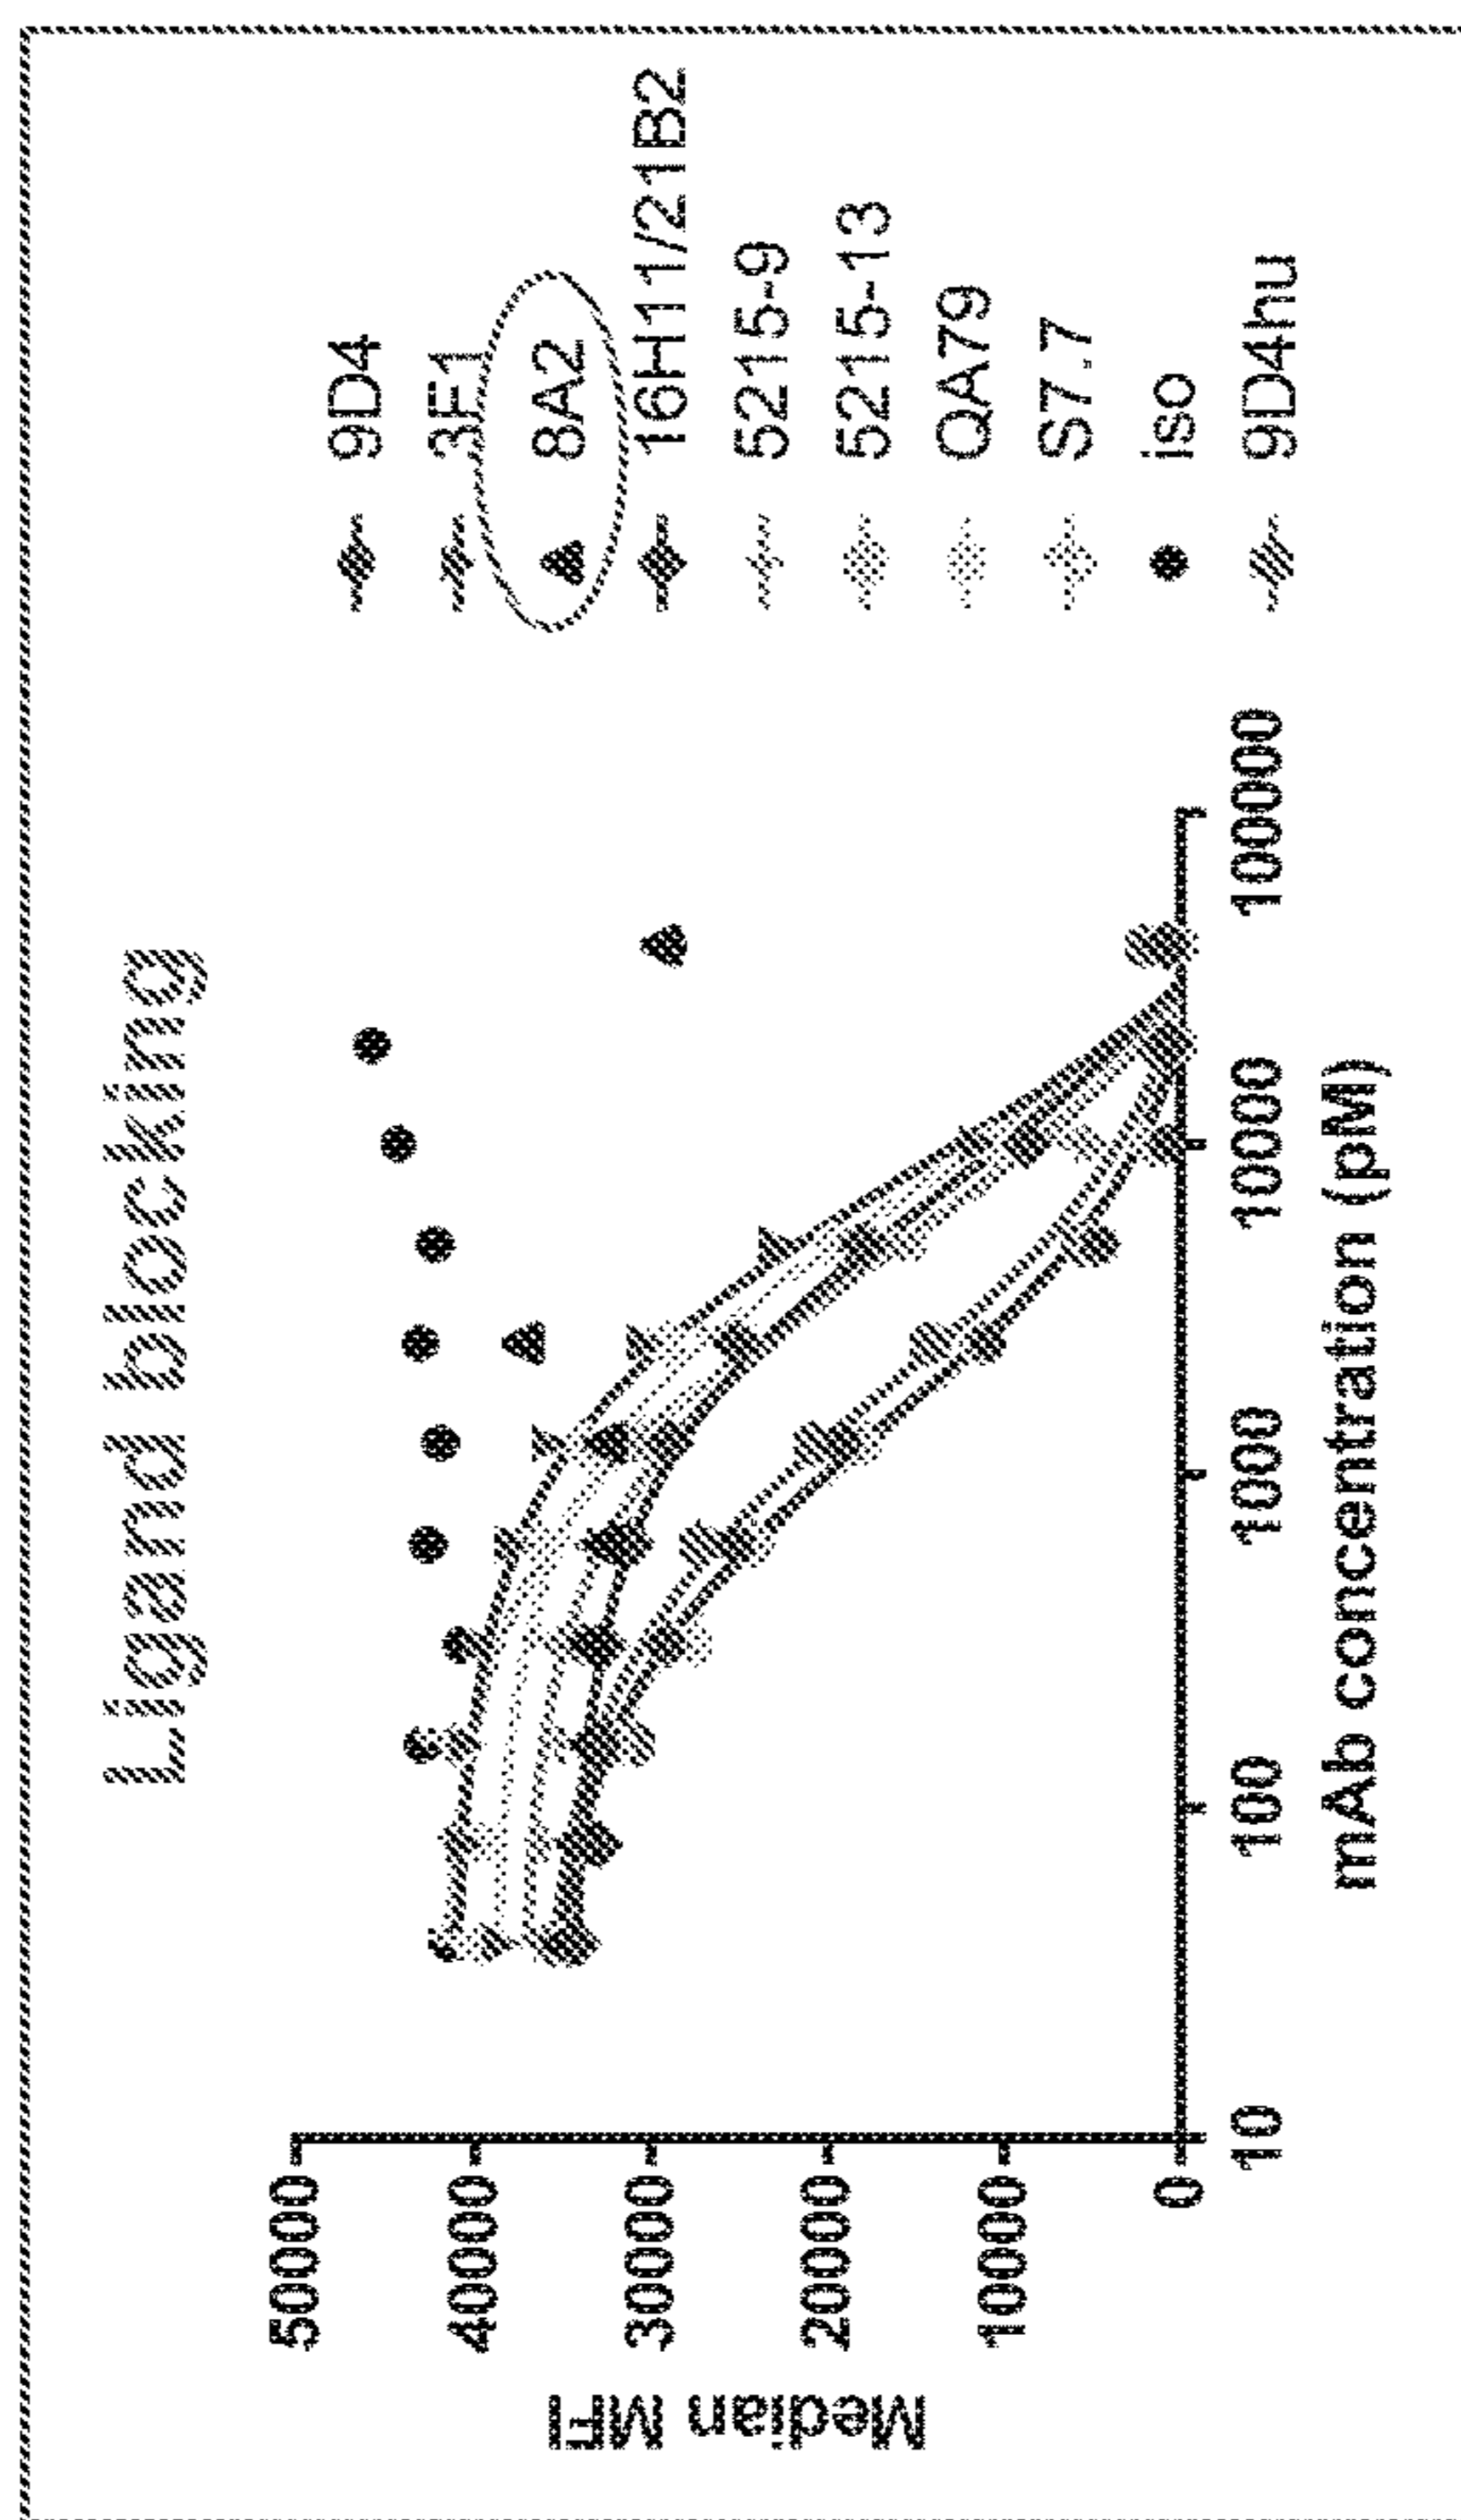 Ligand blocking
50000
40000
30000
20000
10000
0
Median MFI
10
100
1000
10000
100000
mAb concentration (pM)
9D4
3F1
8A2
16H11/21B2
5215-9
5215-13
QA79
S7.7
iso
9D4hu